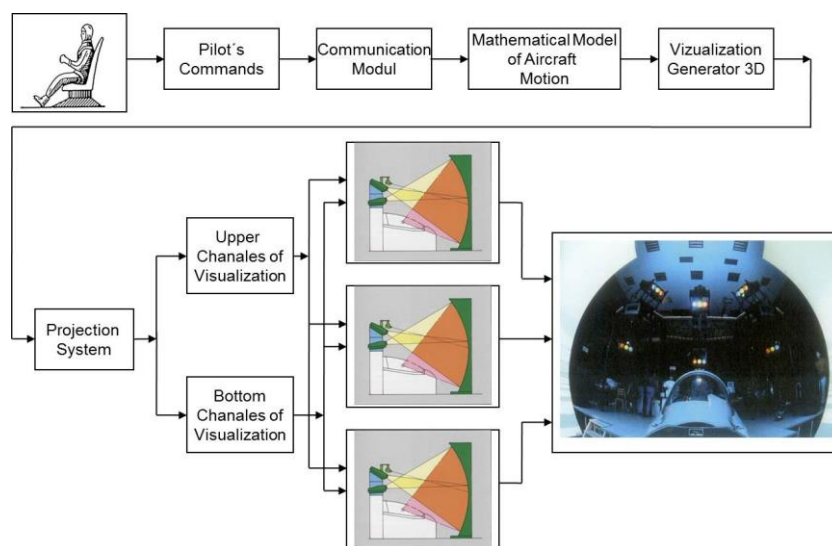 Pilot´s
Commands
Communication
Modul
Mathematical Model
of Aircraft
Motion
Vizualization
Generator 3D
Upper
Chanales of
Visualization
Projection
System
Bottom
Chanales of
Visualization